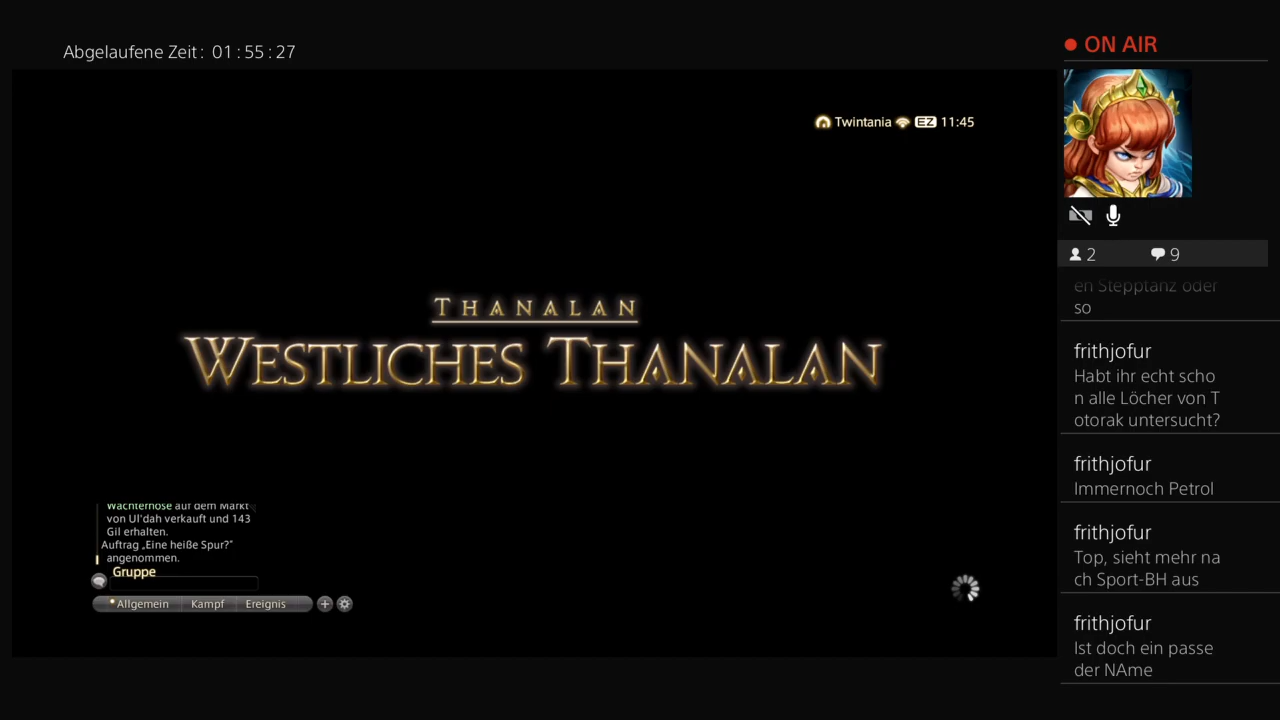 Abgelaufene Zeit: 01:55:27
ON AIR
Twintania EZ 11:45
THANALAN
WESTLICHES THANALAN
Wächterhose auf dem Markt
von Ul'dah verkauft und 143
Gil erhalten.
Auftrag „Eine heiße Spur?"
angenommen.
Gruppe
Allgemein Kampf Ereignis
2 9
en Stepptanz oder
so
frithjofur
Habt ihr echt scho
n alle Löcher von T
otorak untersucht?
frithjofur
Immernoch Petrol
frithjofur
Top, sieht mehr na
ch Sport-BH aus
frithjofur
Ist doch ein passe
der NAme